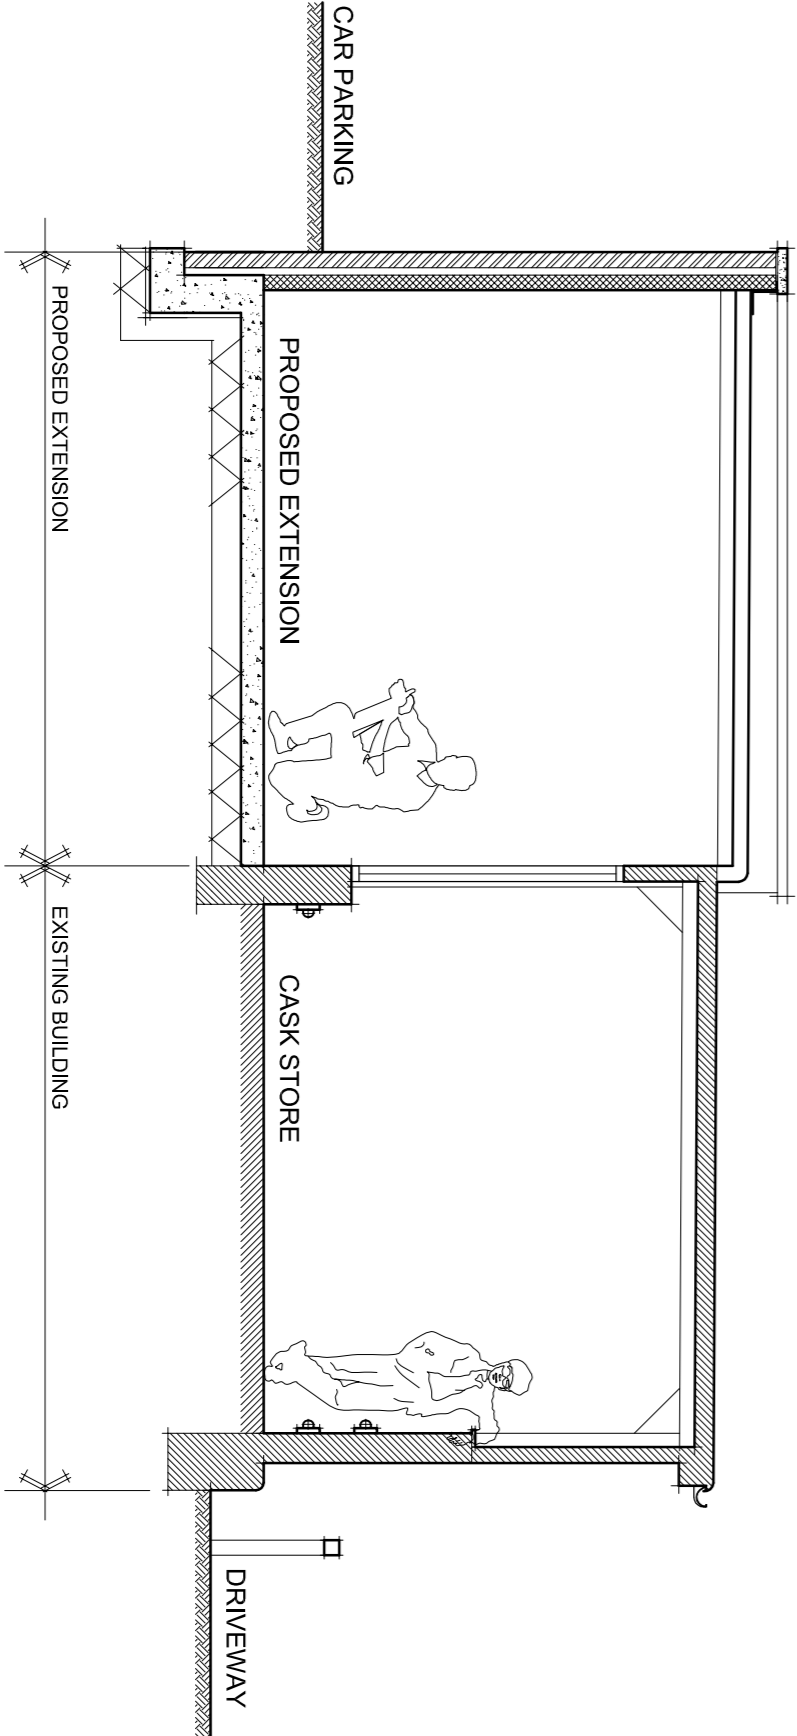 CAR PARKING
PROPOSED EXTENSION
CASK STORE
DRIVEWAY
PROPOSED EXTENSION
EXISTING BUILDING